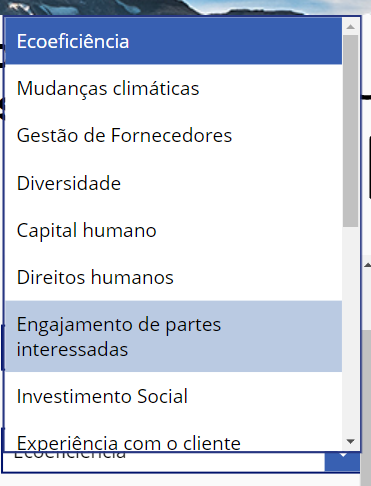 Ecoeficiência
Mudanças climáticas
Gestão de Fornecedores
Diversidade
Capital humano
Direitos humanos
Engajamento de partes
interessadas
Investimento Social
Experiência com o cliente
Ecoeficiência